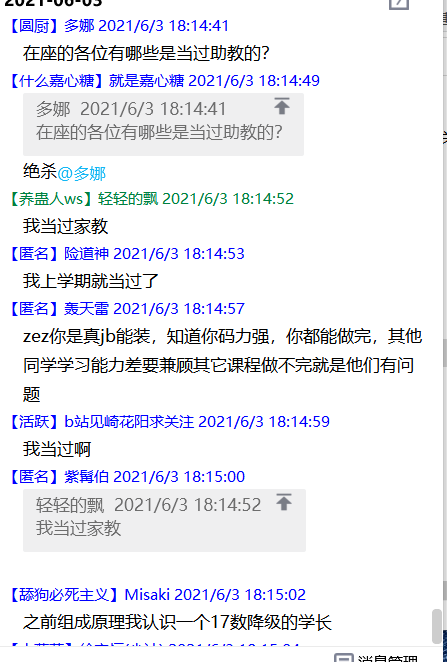 2021-06-03
【圆厨】多娜 2021/6/3 18:14:41
在座的各位有哪些是当过助教的?
【什么嘉心糖】就是嘉心糖 2021/6/3 18:14:49
多娜 2021/6/3 18:14:41
在座的各位有哪些是当过助教的?
绝杀@多娜
【养蛊人ws】轻轻的飘 2021/6/3 18:14:52
我当过家教
【匿名】险道神 2021/6/3 18:14:53
我上学期就当过了
【匿名】轰天雷 2021/6/3 18:14:57
zez你是真jb能装，知道你码力强，你都能做完，其他
同学学习能力差要兼顾其它课程做不完就是他们有问
题
【活跃】b站见崎花阳求关注 2021/6/3 18:14:59
我当过啊
【匿名】紫髯伯 2021/6/3 18:15:00
轻轻的飘 2021/6/3 18:14:52
我当过家教
【舔狗必死主义】Misaki 2021/6/3 18:15:02
之前组成原理我认识一个17数降级的学长
消息管理